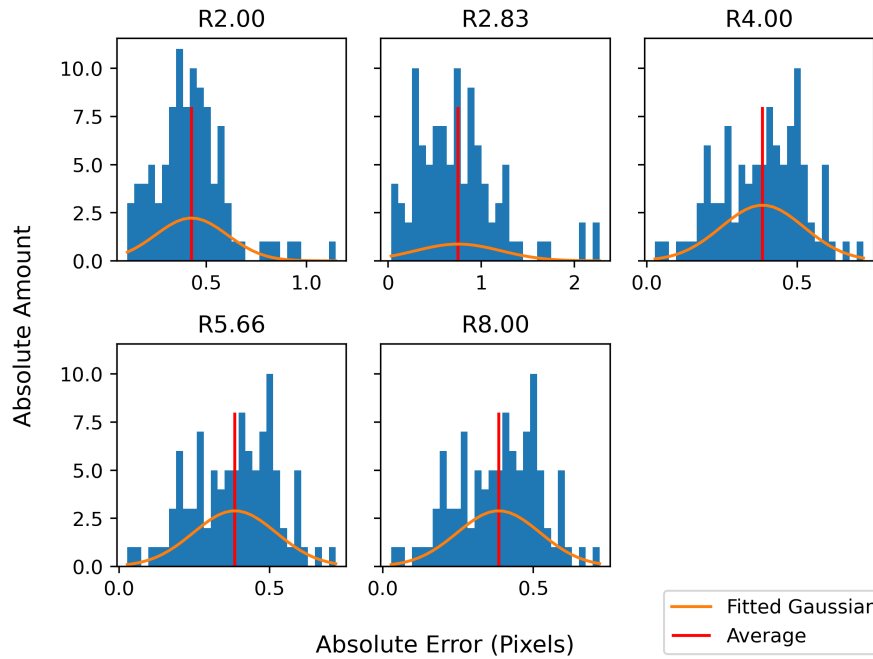 R2.00 R2.83 R4.00
10.0
7.5
5.0
2.5
0.0
0.5 1.0 0 1 2 0.0 0.5
R5.66 R8.00
10.0
7.5
5.0
2.5
0.0
0.0 0.5 0.0 0.5
Absolute Amount
Absolute Error (Pixels)
Fitted Gaussian
Average